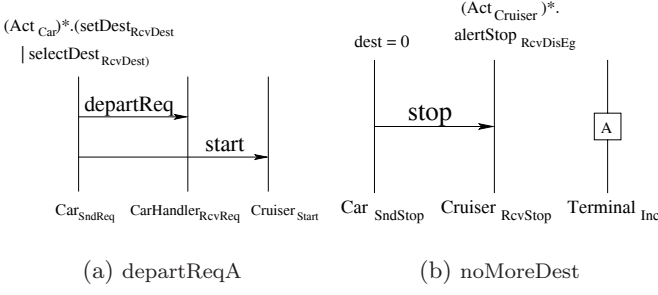 (Act Car)*.(setDest RcvDest
| selectDest RcvDest)
departReq
start
Car SndReq
CarHandler RcvReq
Cruiser Start
(a) departReqA
(Act Cruiser)*.
dest = 0
alertStop RcvDisEg
stop
A
Car SndStop
Cruiser RcvStop
Terminal Inc
(b) noMoreDest